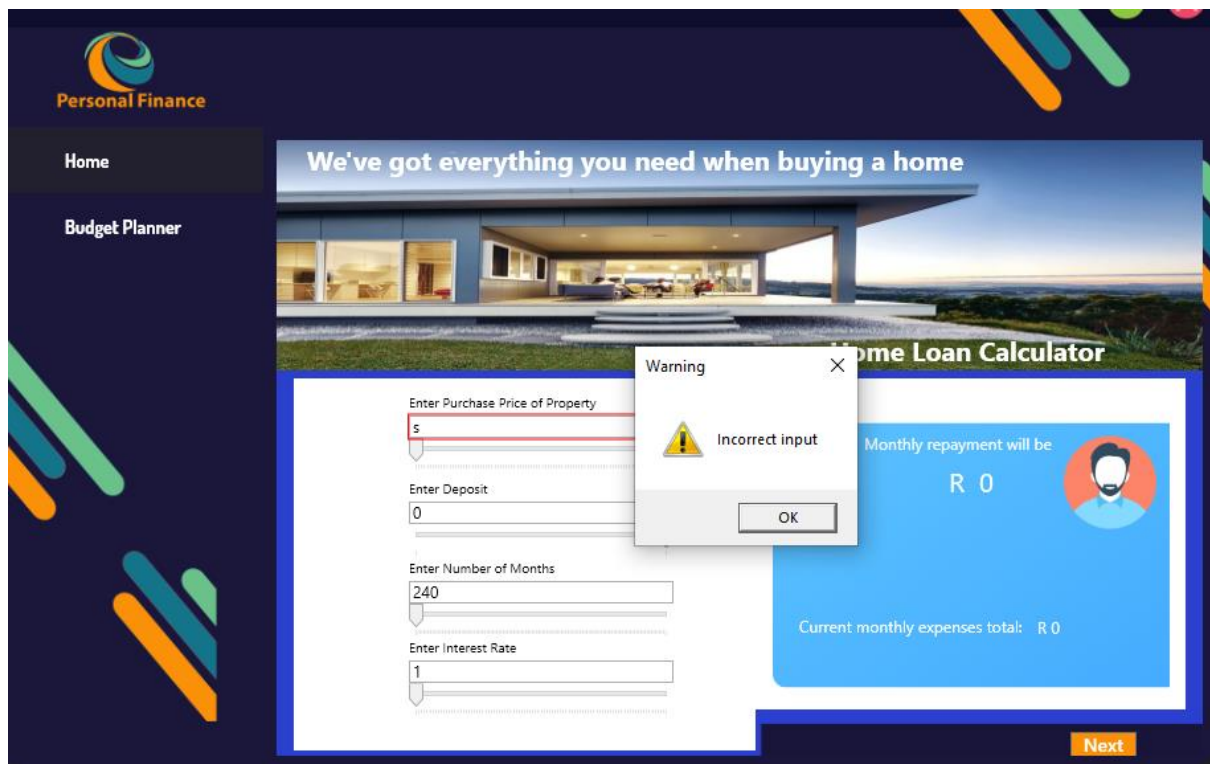 Personal Finance
Home
Budget Planner
We've got everything you need when buying a home
Home Loan Calculator
Warning
Incorrect input
OK
Enter Purchase Price of Property
s
Enter Deposit
0
Enter Number of Months
240
Enter Interest Rate
1
Monthly repayment will be
R 0
Current monthly expenses total: R 0
Next